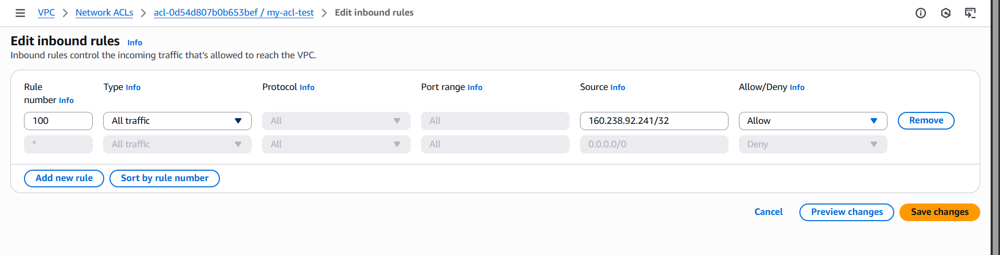 VPC > Network ACLs > acl-0d54d807b0b653bef / my-acl-test > Edit inbound rules
Edit inbound rules Info
Inbound rules control the incoming traffic that's allowed to reach the VPC.
Rule number Info Type Info Protocol Info Port range Info Source Info Allow/Deny Info
100 All traffic All All 160.238.92.241/32 Allow Remove
* All traffic All All 0.0.0.0/0 Deny
Add new rule Sort by rule number
Cancel Preview changes Save changes